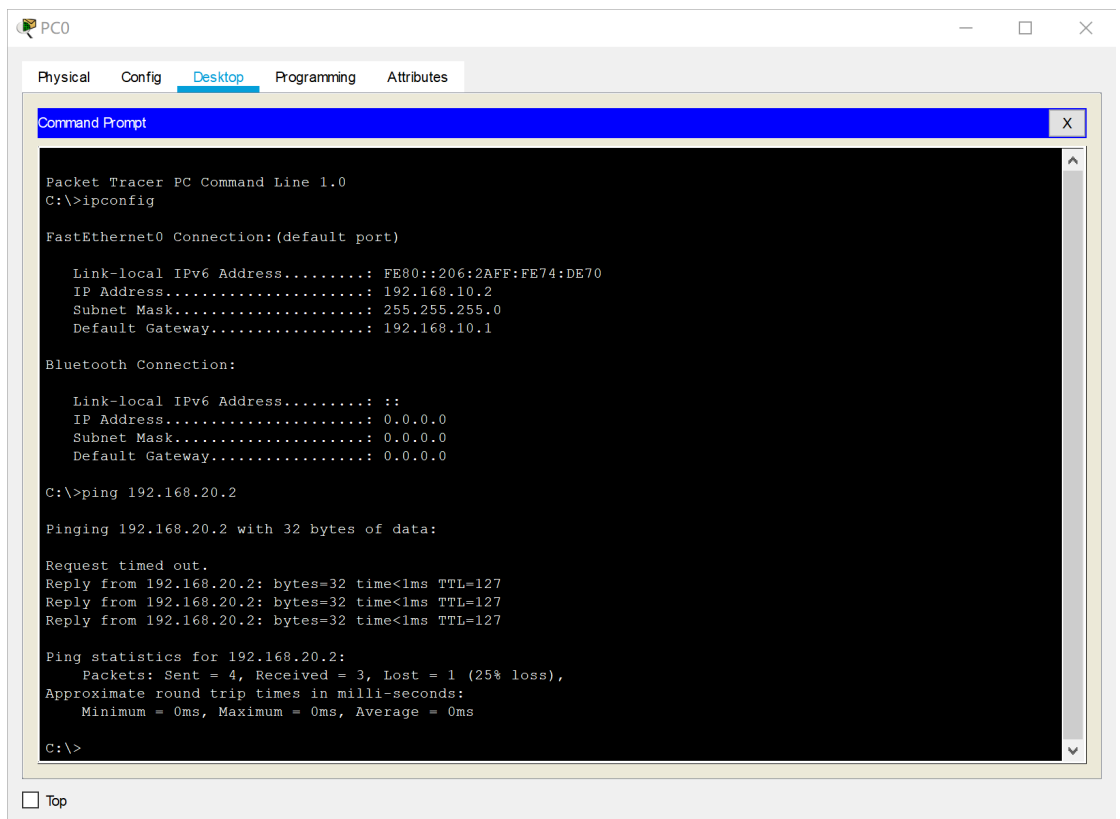 PC0
Physical Config Desktop Programming Attributes
Command Prompt X
Packet Tracer PC Command Line 1.0
C:\>ipconfig
FastEthernet0 Connection:(default port)
Link-local IPv6 Address.........: FE80::206:2AFF:FE74:DE70
IP Address......................: 192.168.10.2
Subnet Mask.....................: 255.255.255.0
Default Gateway.................: 192.168.10.1
Bluetooth Connection:
Link-local IPv6 Address.........: ::
IP Address......................: 0.0.0.0
Subnet Mask.....................: 0.0.0.0
Default Gateway.................: 0.0.0.0
C:\>ping 192.168.20.2
Pinging 192.168.20.2 with 32 bytes of data:
Request timed out.
Reply from 192.168.20.2: bytes=32 time<1ms TTL=127
Reply from 192.168.20.2: bytes=32 time<1ms TTL=127
Reply from 192.168.20.2: bytes=32 time<1ms TTL=127
Ping statistics for 192.168.20.2:
Packets: Sent = 4, Received = 3, Lost = 1 (25% loss),
Approximate round trip times in milli-seconds:
Minimum = 0ms, Maximum = 0ms, Average = 0ms
C:\>
Top